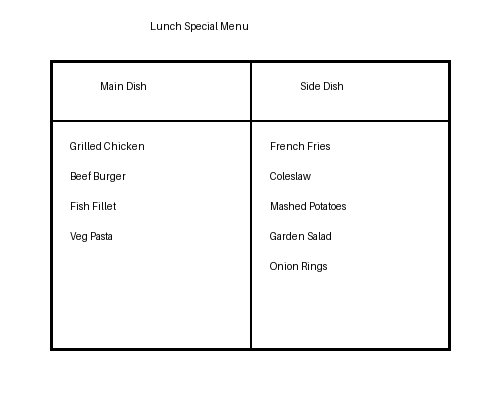 Lunch Special Menu
Main Dish Side Dish
Grilled Chicken French Fries
Beef Burger Coleslaw
Fish Fillet Mashed Potatoes
Veg Pasta Garden Salad
Onion Rings